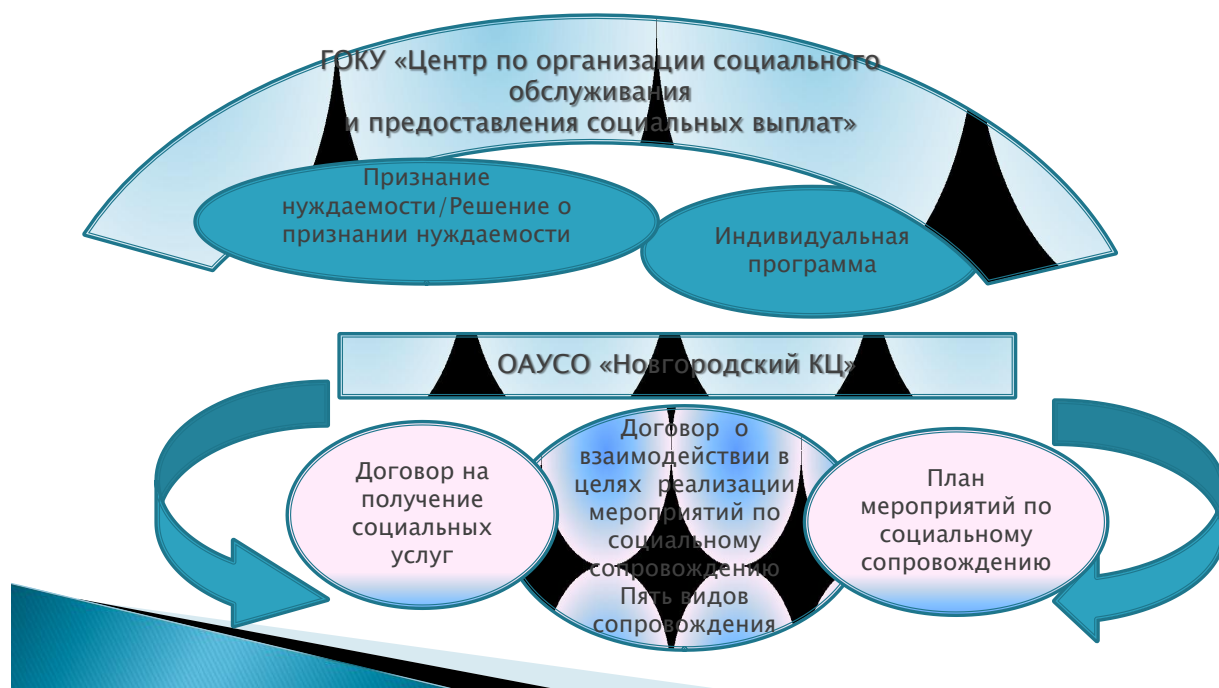 ГОКУ «Центр по организации социального
обслуживания
и предоставления социальных выплат»
Признание
нуждаемости/Решение о
признании нуждаемости
Индивидуальная
программа
ОАУСО «Новгородский КЦ»
Договор на
получение
социальных
услуг
Договор о
взаимодействии в
целях реализации
мероприятий по
социальному
сопровождению
Пять видов
сопровождения
План
мероприятий по
социальному
сопровождению